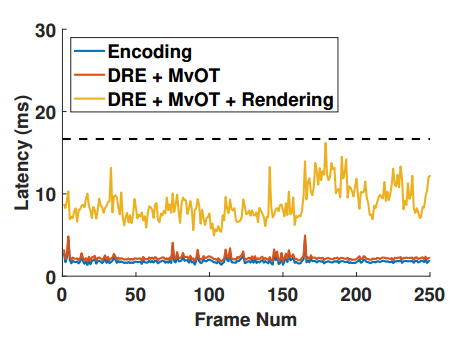 30
20
10
0
Latency (ms)
Encoding
DRE + MvOT
DRE + MvOT + Rendering
0 50 100 150 200 250
Frame Num